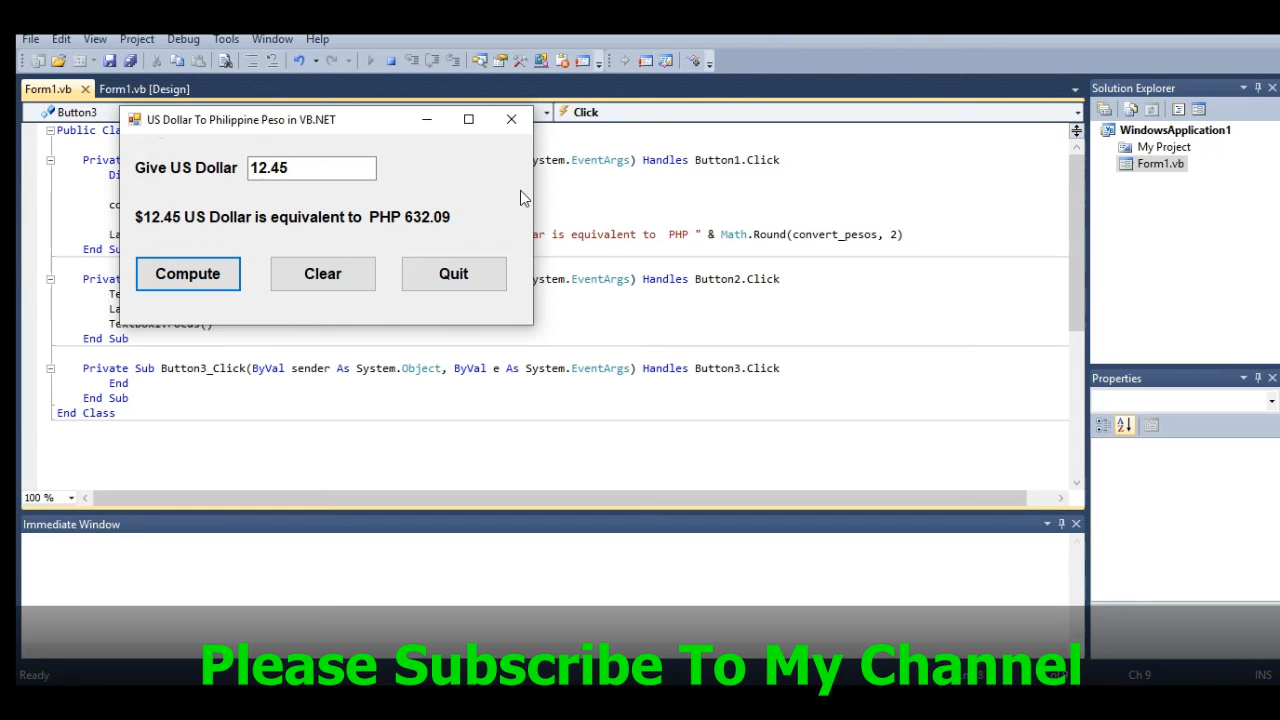 File Edit View Project Debug Tools Window Help
Form1.vb Form1.vb [Design] Solution Explorer
Button3 Click
US Dollar To Philippine Peso in VB.NET
WindowsApplication1
My Project
Form1.vb
Public Cla
Private ystem.EventArgs) Handles Button1.Click
Give US Dollar 12.45
$12.45 US Dollar is equivalent to PHP 632.09
ar is equivalent to PHP " & Math.Round(convert_pesos, 2)
End Su
Compute Clear Quit
Privat ystem.EventArgs) Handles Button2.Click
End Sub
Private Sub Button3_Click(ByVal sender As System.Object, ByVal e As System.EventArgs) Handles Button3.Click
End
End Sub
End Class
Properties
100 %
Immediate Window
Please Subscribe To My Channel
Ready Ch 9 INS